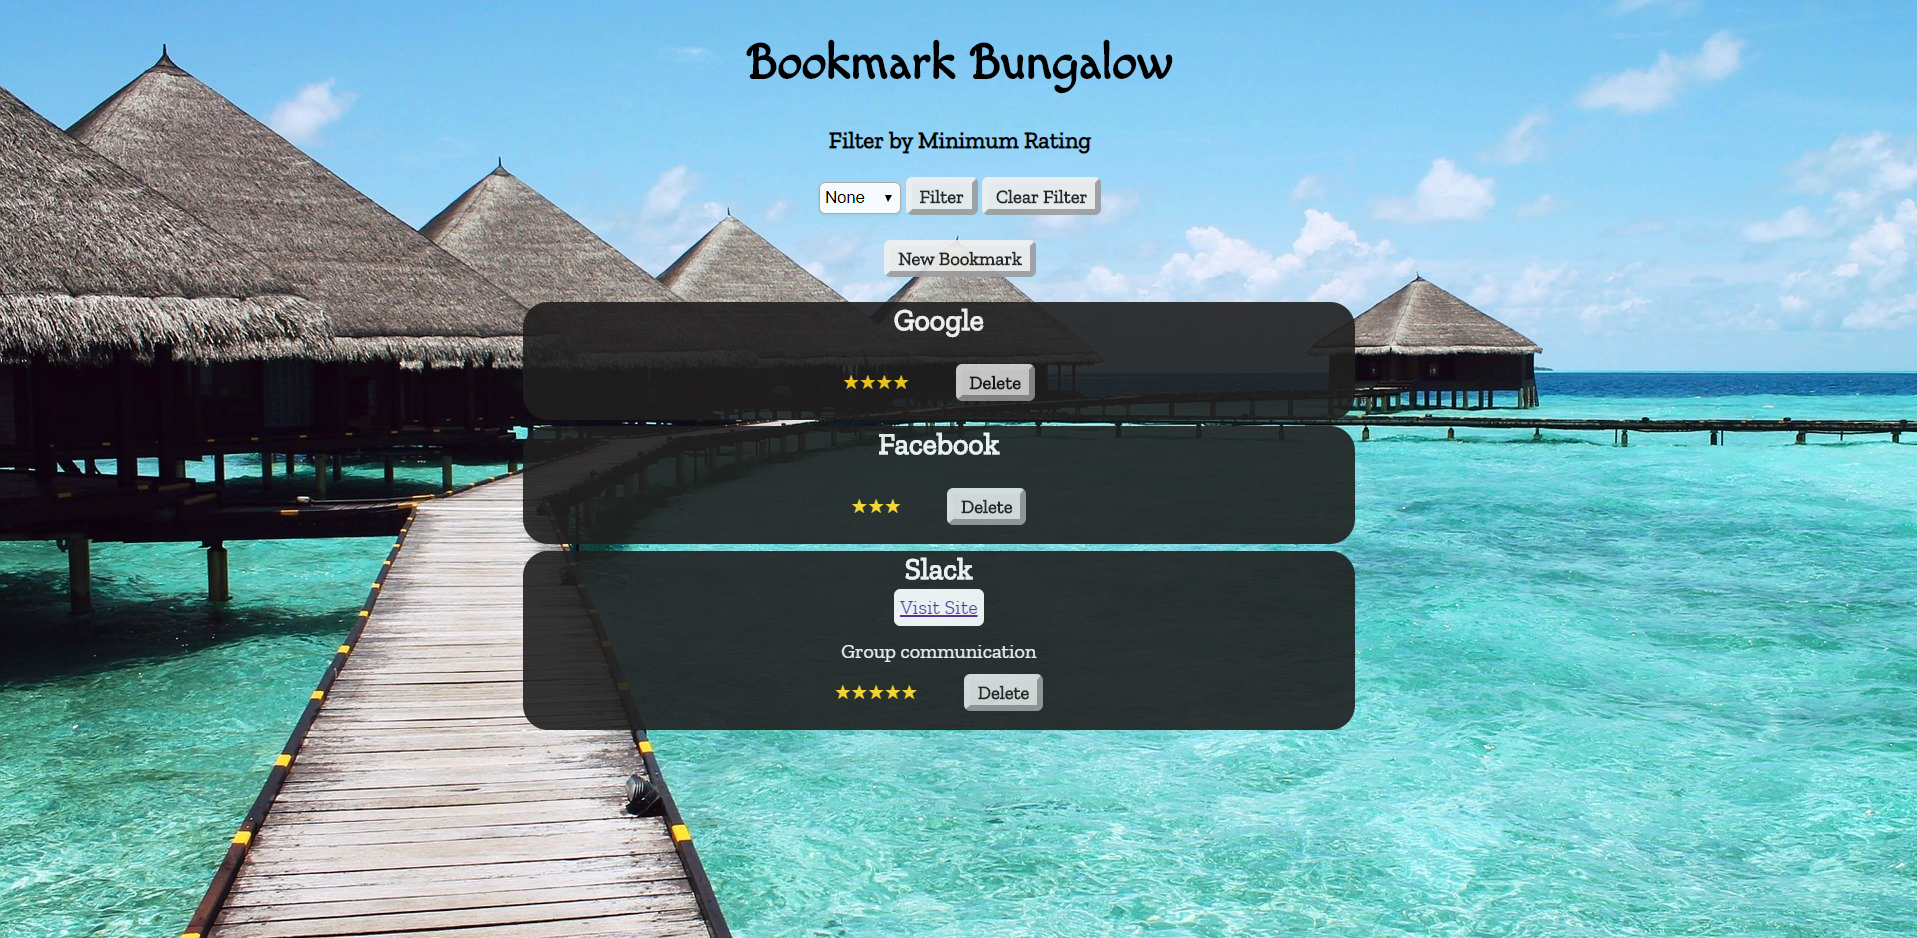 Bookmark Bungalow
Filter by Minimum Rating
None Filter Clear Filter
New Bookmark
Google
★★★★ Delete
Facebook
★★★ Delete
Slack
Visit Site
Group communication
★★★★★ Delete